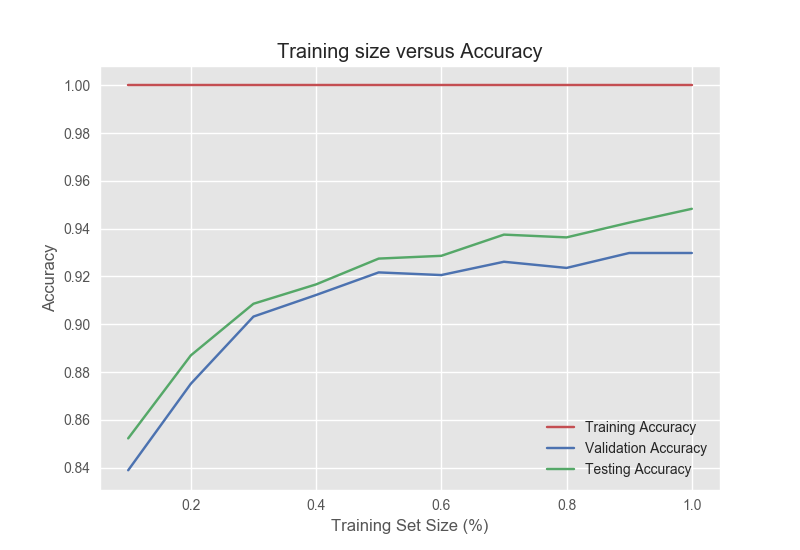 Training size versus Accuracy
1.00
0.98
0.96
0.94
0.92
0.90
0.88
0.86
0.84
Accuracy
Training Accuracy
Validation Accuracy
Testing Accuracy
0.2 0.4 0.6 0.8 1.0
Training Set Size (%)